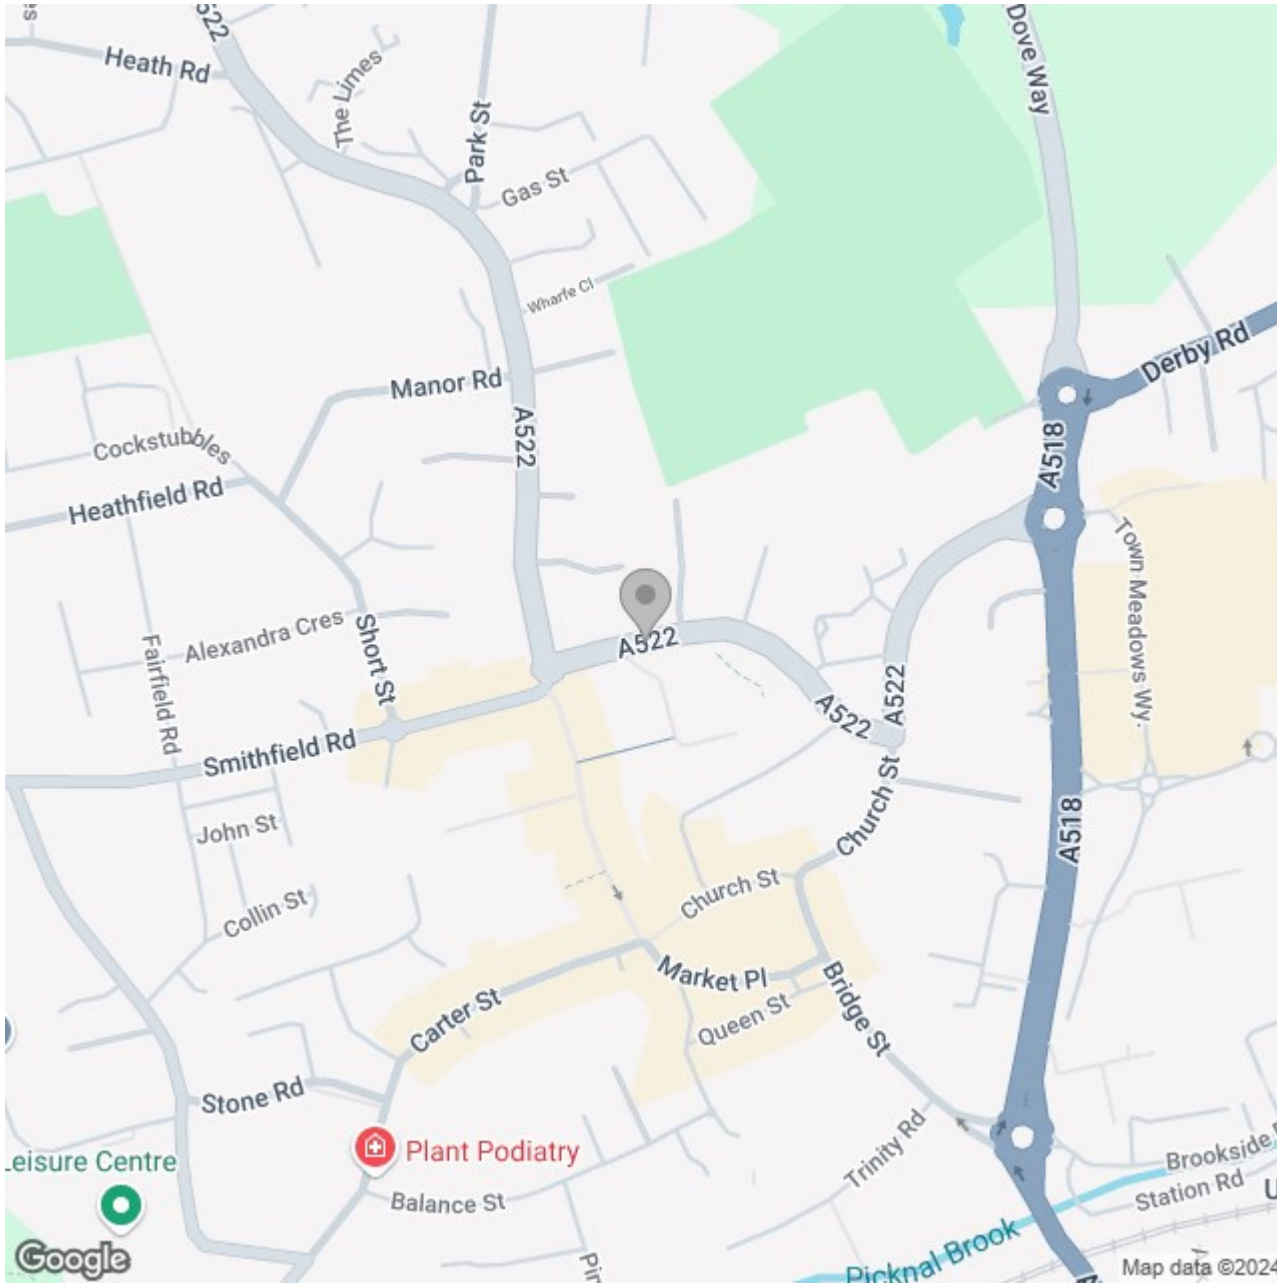 522
Dove Way
Heath Rd
The Limes
Park St
Gas St
Wharfe Cl
Derby Rd
Manor Rd
A522
A518
Cockstubbles
Heathfield Rd
Town Meadows Wy.
Alexandra Cres
Short St
A522
Fairfield Rd
A522
A522
Smithfield Rd
Church St
A518
John St
Church St
Collin St
Market Pl
Bridge St
Carter St
Queen St
Stone Rd
Plant Podiatry
Trinity Rd
Leisure Centre
Brookside
Balance St
Station Rd
Picknal Brook
Google
Map data ©2024